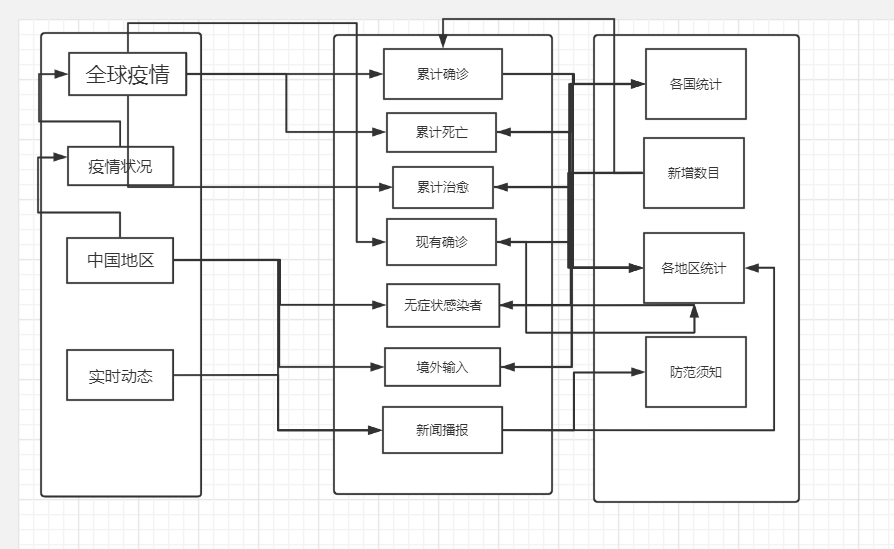 全球疫情
疫情状况
中国地区
实时动态
累计确诊
累计死亡
累计治愈
现有确诊
无症状感染者
境外输入
新闻播报
各国统计
新增数目
各地区统计
防范须知